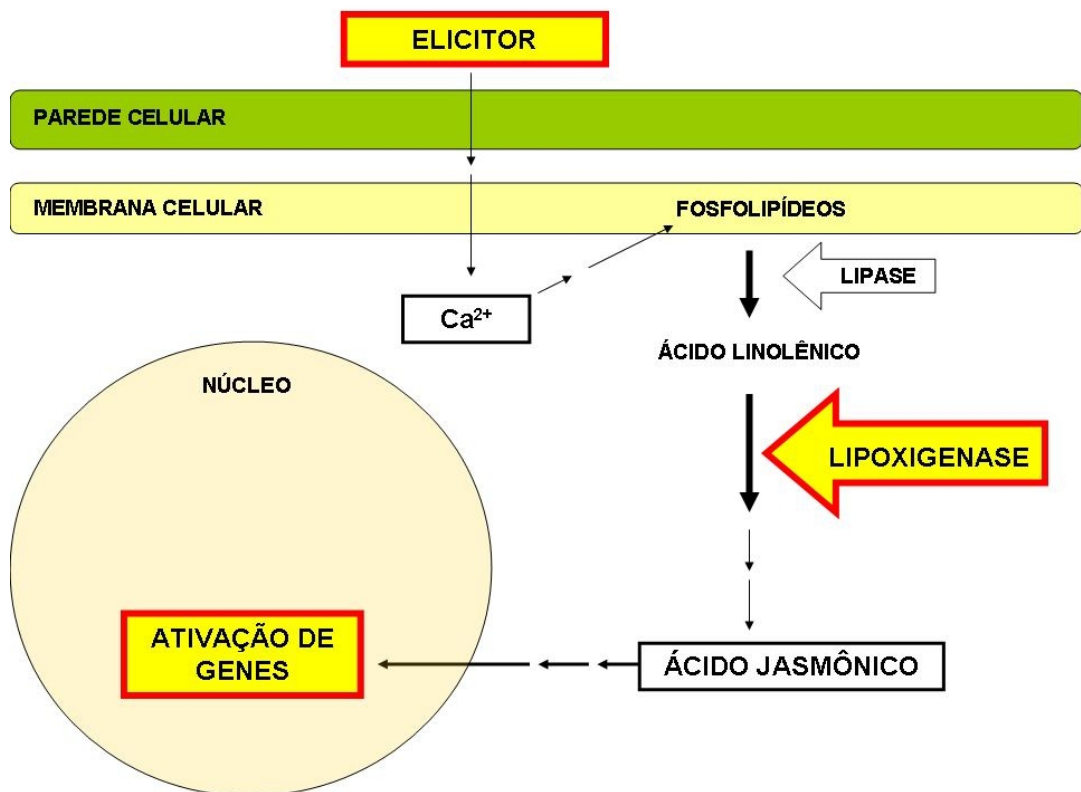 ELICITOR
PAREDE CELULAR
MEMBRANA CELULAR
FOSFOLIPÍDEOS
LIPASE
Ca²⁺
ÁCIDO LINOLÊNICO
NÚCLEO
LIPOXIGENASE
ATIVAÇÃO DE
GENES
ÁCIDO JASMÔNICO